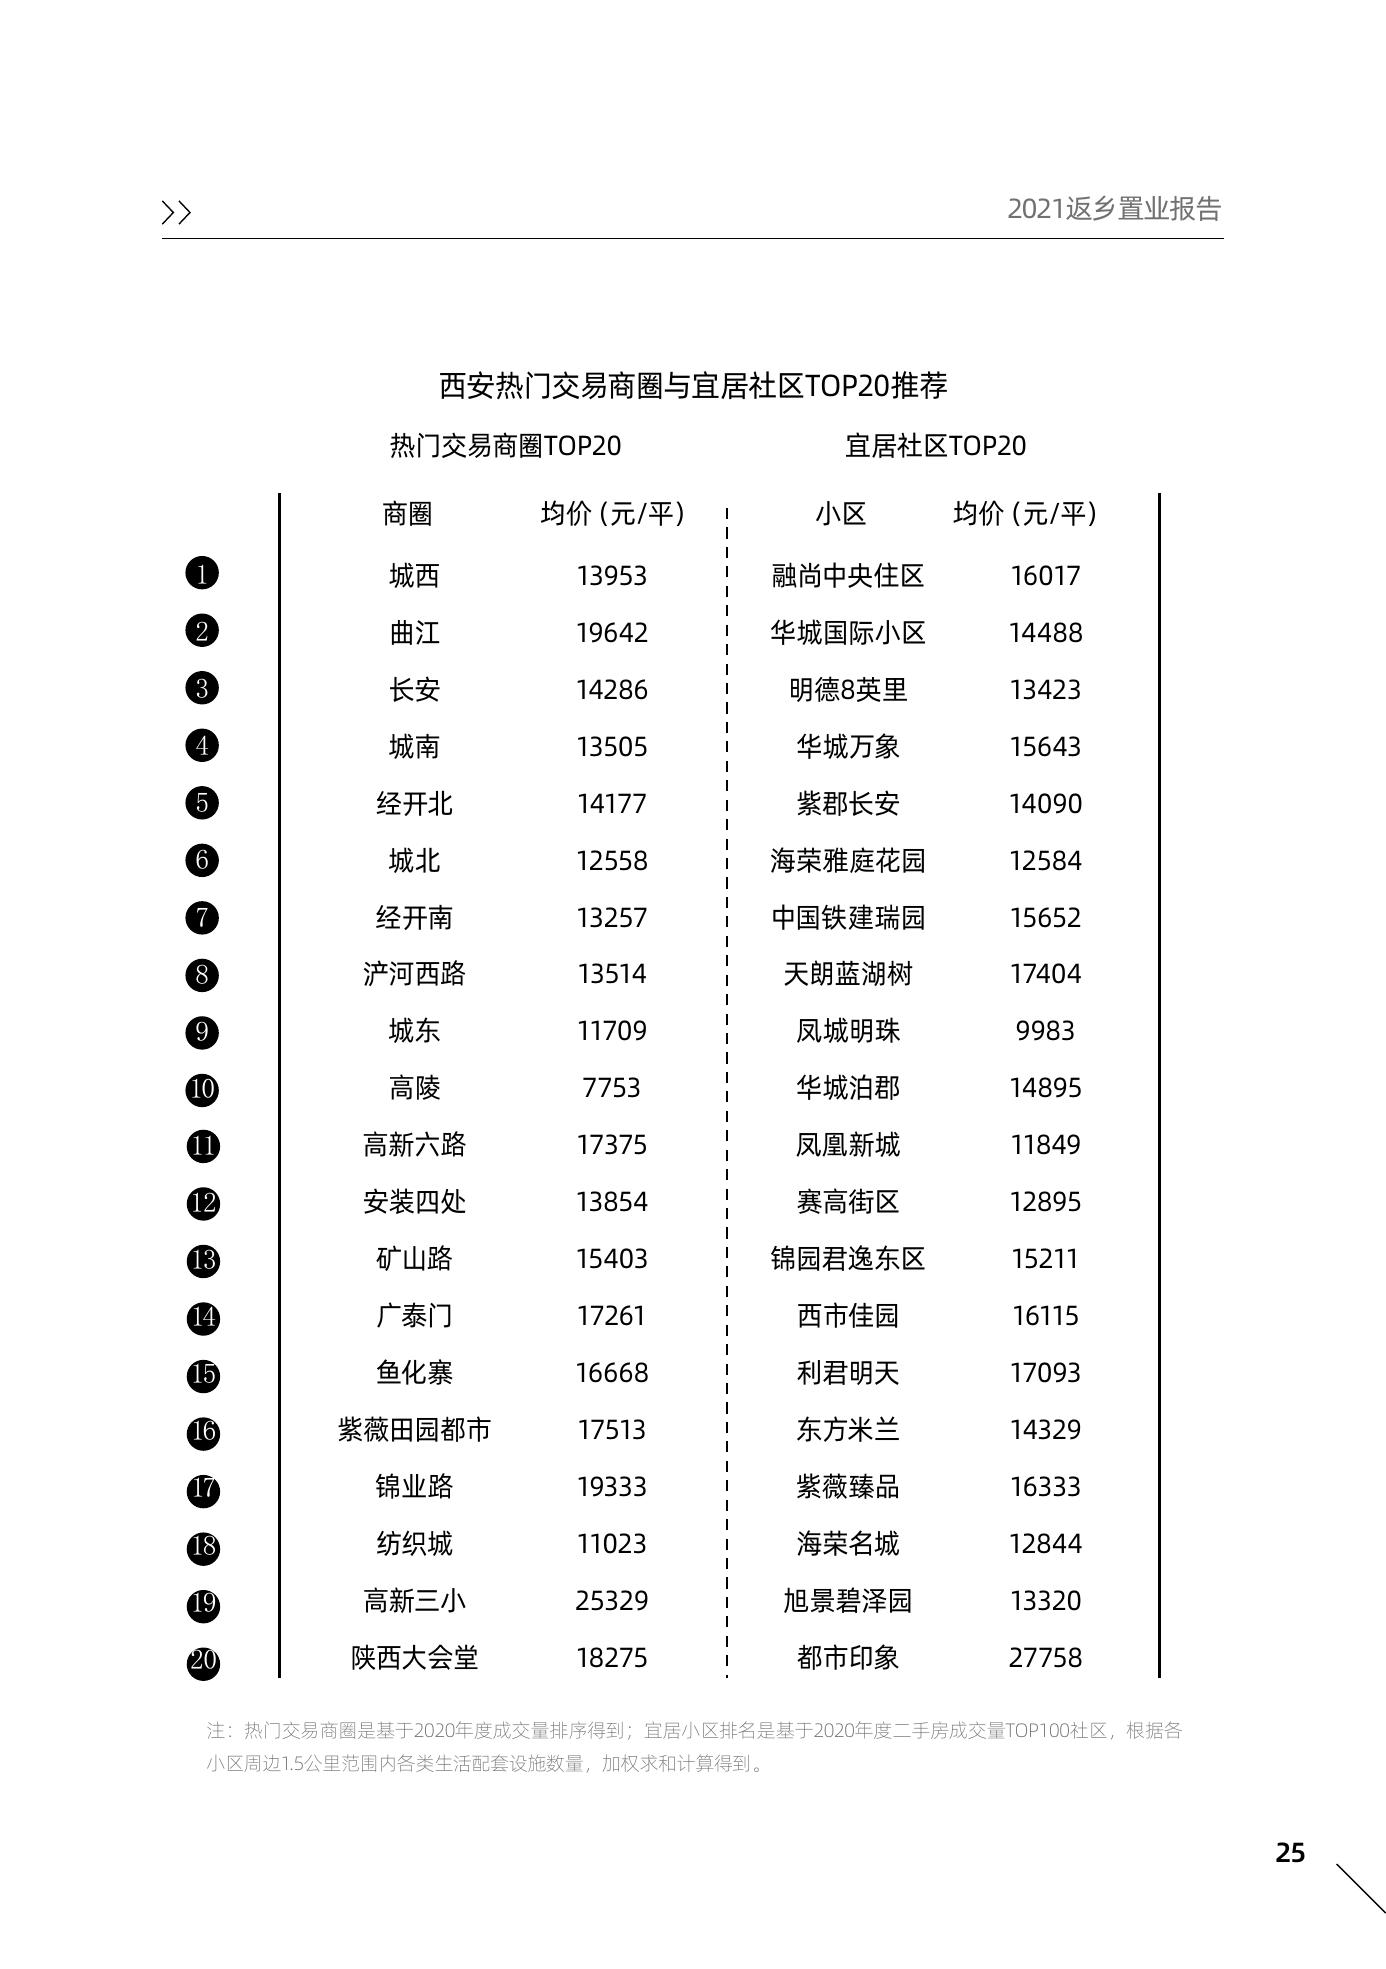 2021返乡置业报告
西安热门交易商圈与宜居社区TOP20推荐
热门交易商圈TOP20 宜居社区TOP20
商圈 均价 (元/平) 小区 均价 (元/平)
1 城西 13953 融尚中央住区 16017
2 曲江 19642 华城国际小区 14488
3 长安 14286 明德8英里 13423
4 城南 13505 华城万象 15643
5 经开北 14177 紫郡长安 14090
6 城北 12558 海荣雅庭花园 12584
7 经开南 13257 中国铁建瑞园 15652
8 浐河西路 13514 天朗蓝湖树 17404
9 城东 11709 凤城明珠 9983
10 高陵 7753 华城泊郡 14895
11 高新六路 17375 凤凰新城 11849
12 安装四处 13854 赛高街区 12895
13 矿山路 15403 锦园君逸东区 15211
14 广泰门 17261 西市佳园 16115
15 鱼化寨 16668 利君明天 17093
16 紫薇田园都市 17513 东方米兰 14329
17 锦业路 19333 紫薇臻品 16333
18 纺织城 11023 海荣名城 12844
19 高新三小 25329 旭景碧泽园 13320
20 陕西大会堂 18275 都市印象 27758
注：热门交易商圈是基于2020年度成交量排序得到；宜居小区排名是基于2020年度二手房成交量TOP100社区，根据各
小区周边1.5公里范围内各类生活配套设施数量，加权求和计算得到。
25